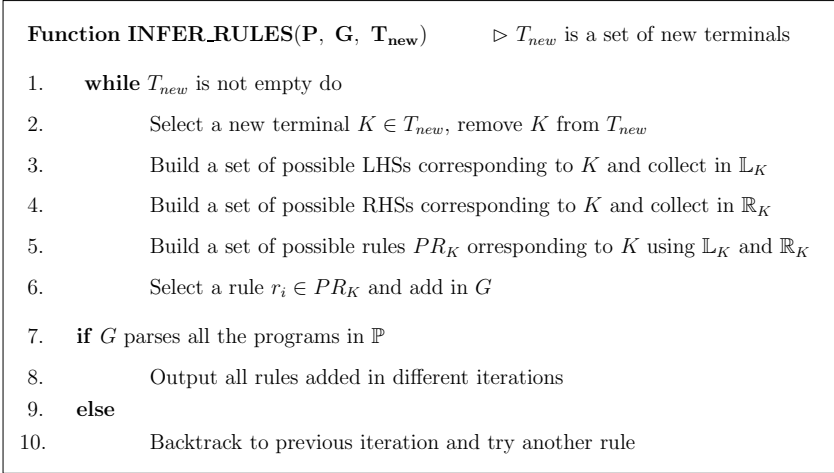 Function INFER_RULES(P, G, T_new) ▷ T_new is a set of new terminals
1. while T_new is not empty do
2. Select a new terminal K ∈ T_new, remove K from T_new
3. Build a set of possible LHSs corresponding to K and collect in 𝕃_K
4. Build a set of possible RHSs corresponding to K and collect in ℝ_K
5. Build a set of possible rules PR_K orresponding to K using 𝕃_K and ℝ_K
6. Select a rule r_i ∈ PR_K and add in G
7. if G parses all the programs in ℙ
8. Output all rules added in different iterations
9. else
10. Backtrack to previous iteration and try another rule